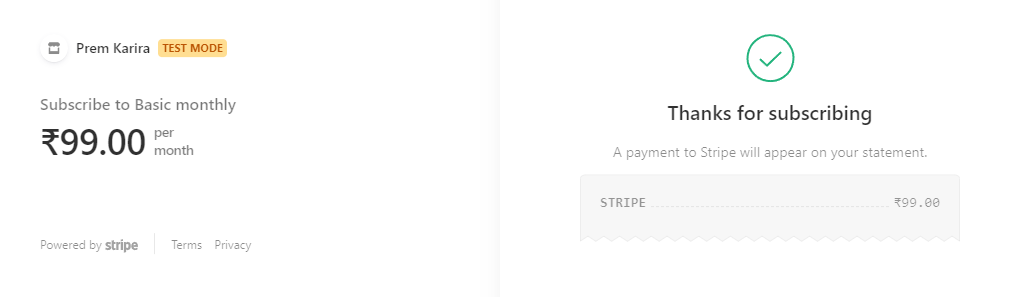 Prem Karira TEST MODE
Subscribe to Basic monthly
₹99.00 per month
Powered by stripe Terms Privacy
Thanks for subscribing
A payment to Stripe will appear on your statement.
STRIPE ₹99.00